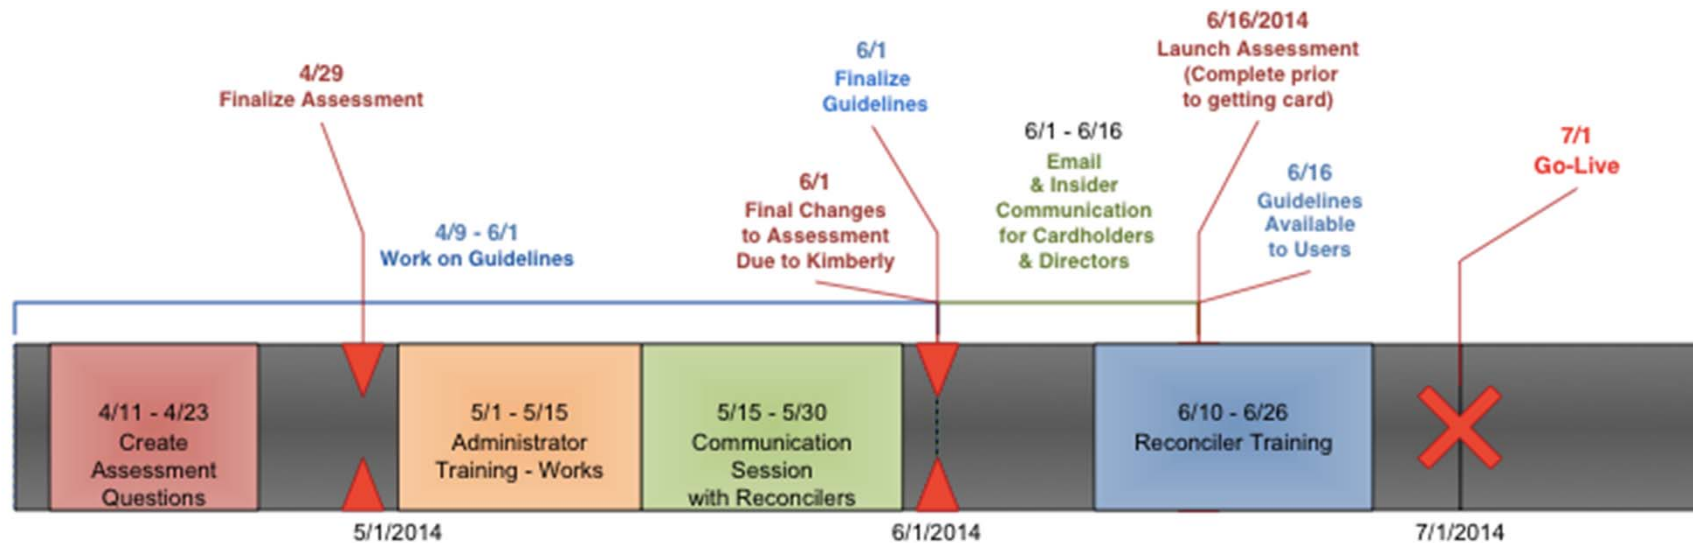 4/29
Finalize Assessment
4/9 - 6/1
Work on Guidelines
6/1
Finalize
Guidelines
6/1
Final Changes
to Assessment
Due to Kimberly
6/1 - 6/16
Email
& Insider
Communication
for Cardholders
& Directors
6/16/2014
Launch Assessment
(Complete prior
to getting card)
6/16
Guidelines
Available
to Users
7/1
Go-Live
4/11 - 4/23
Create
Assessment
Questions
5/1 - 5/15
Administrator
Training - Works
5/15 - 5/30
Communication
Session
with Reconcilers
6/10 - 6/26
Reconciler Training
5/1/2014
6/1/2014
7/1/2014